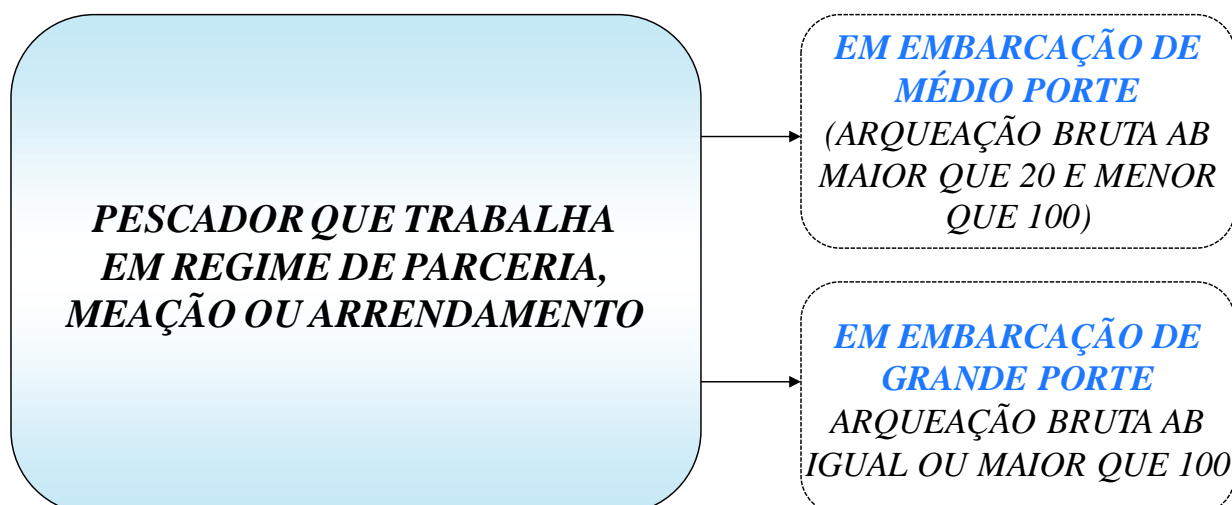 PESCADOR QUE TRABALHA
EM REGIME DE PARCERIA,
MEAÇÃO OU ARRENDAMENTO
EM EMBARCAÇÃO DE
MÉDIO PORTE
(ARQUEAÇÃO BRUTA AB
MAIOR QUE 20 E MENOR
QUE 100)
EM EMBARCAÇÃO DE
GRANDE PORTE
ARQUEAÇÃO BRUTA AB
IGUAL OU MAIOR QUE 100